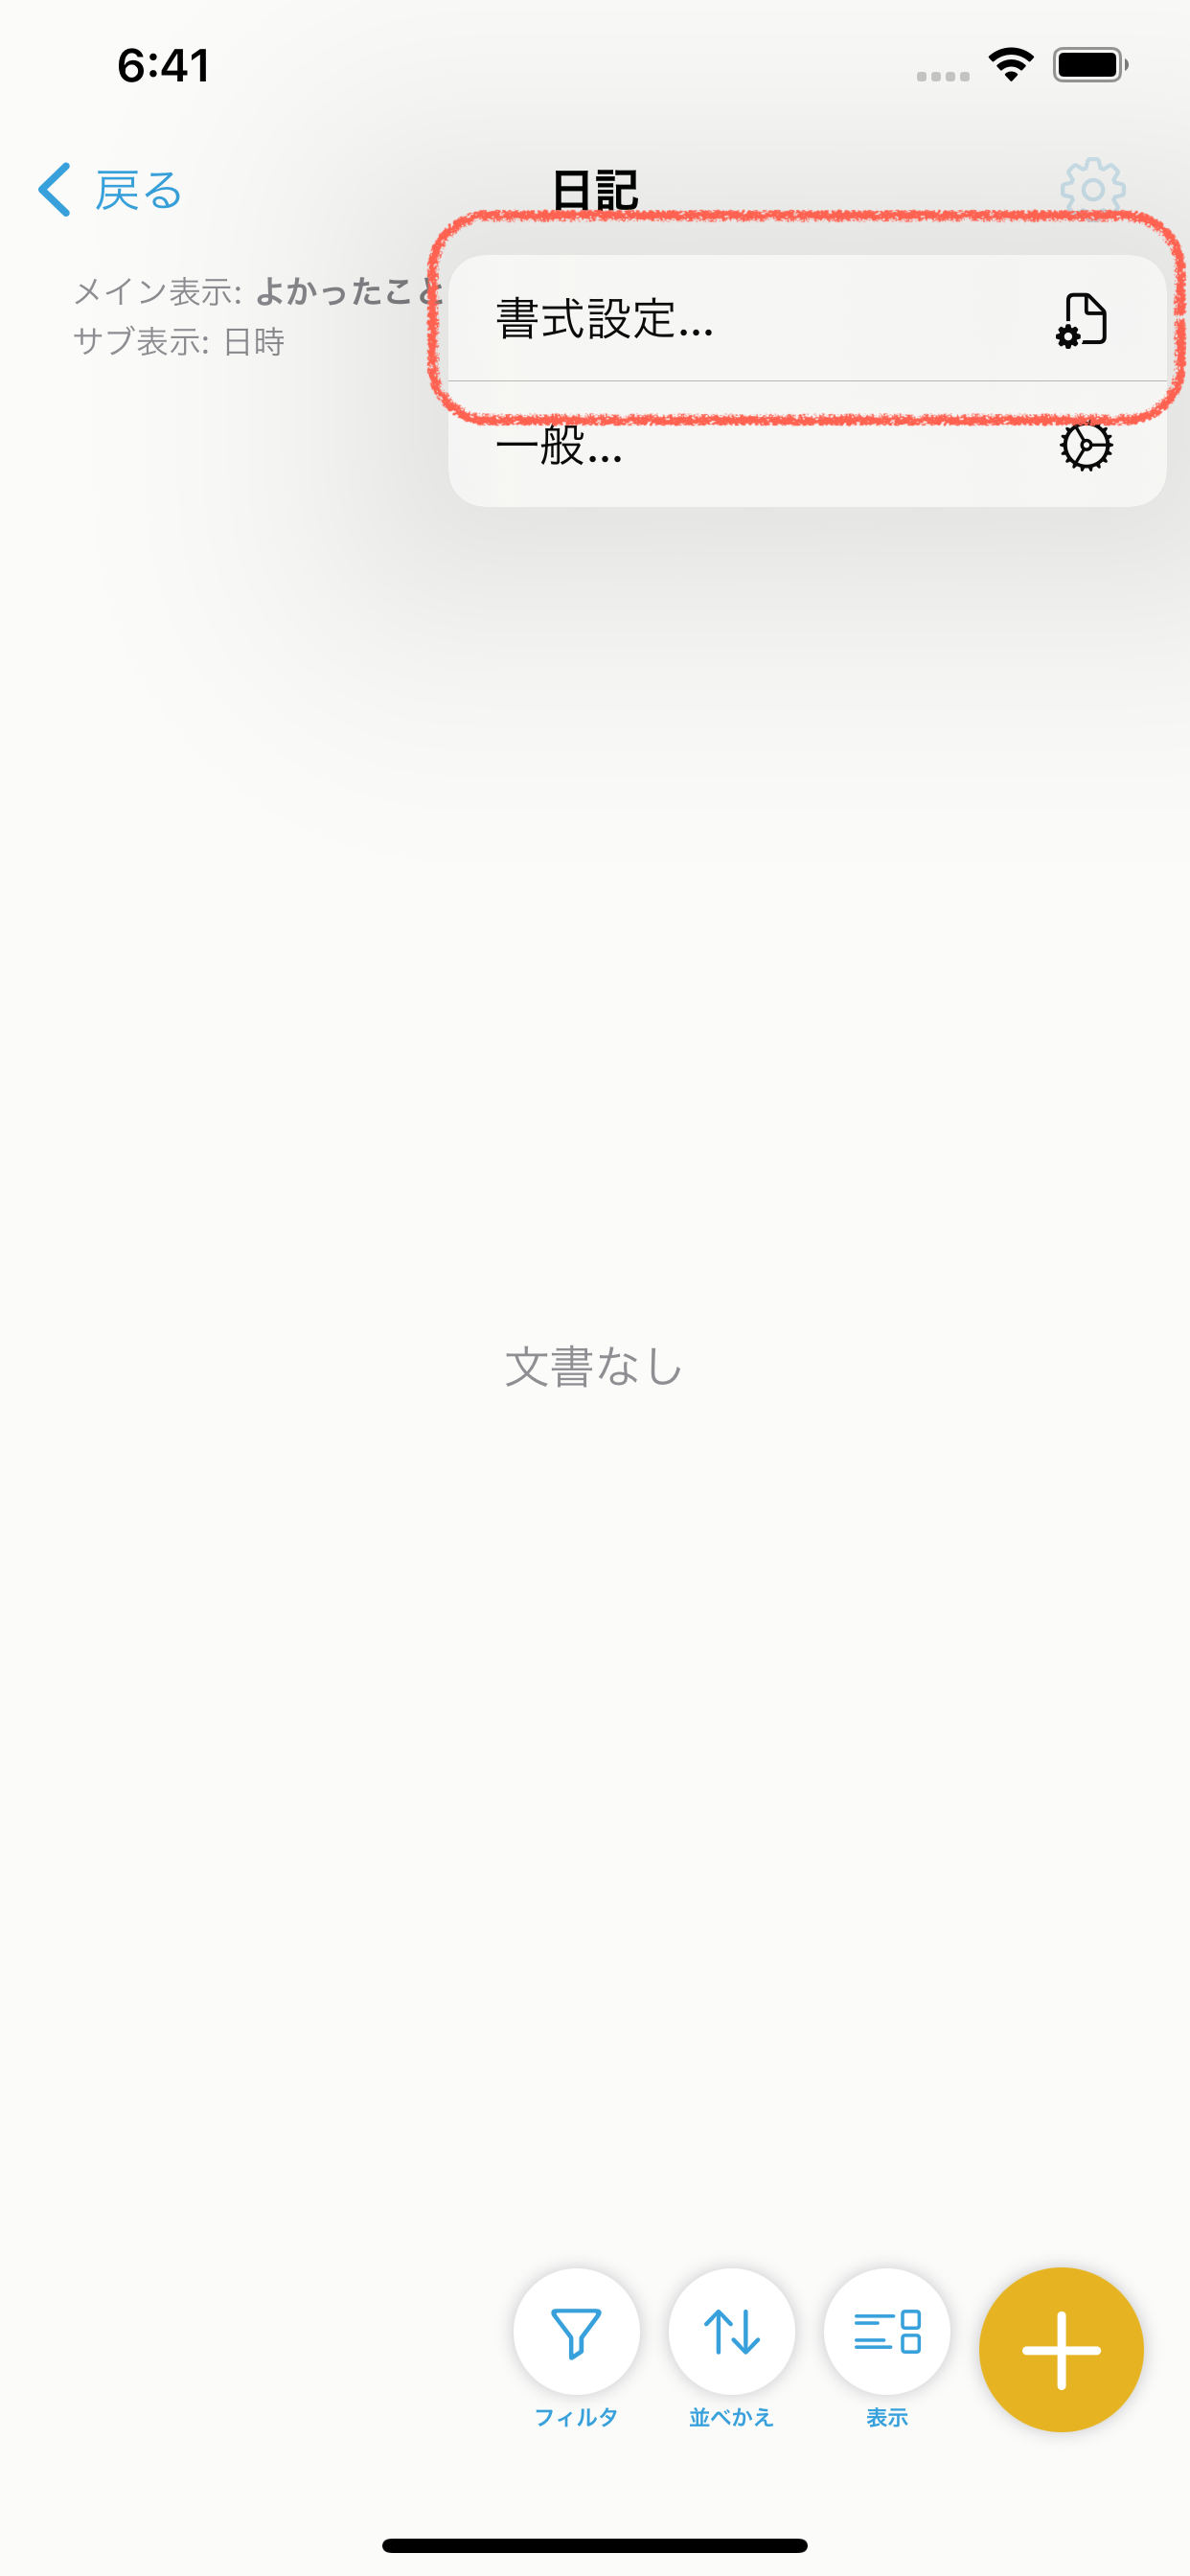 6:41
戻る
日記
メイン表示: よかったこと
サブ表示: 日時
書式設定...
一般...
文書なし
フィルタ
並べかえ
表示